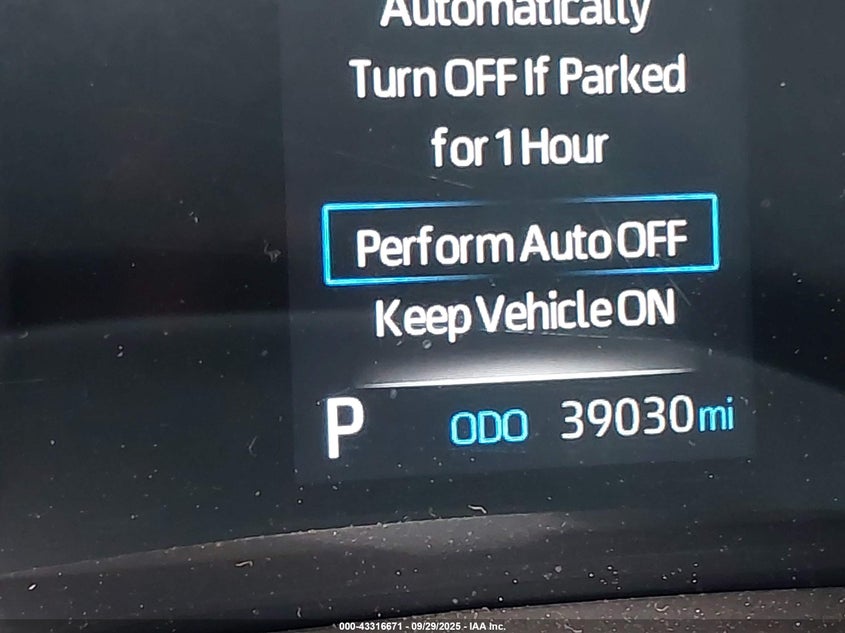 Automatically
Turn OFF If Parked
for 1 Hour
Perform Auto OFF
Keep Vehicle ON
P ODO 39030 mi
000-43316671 - 09/29/2025 - IAA Inc.